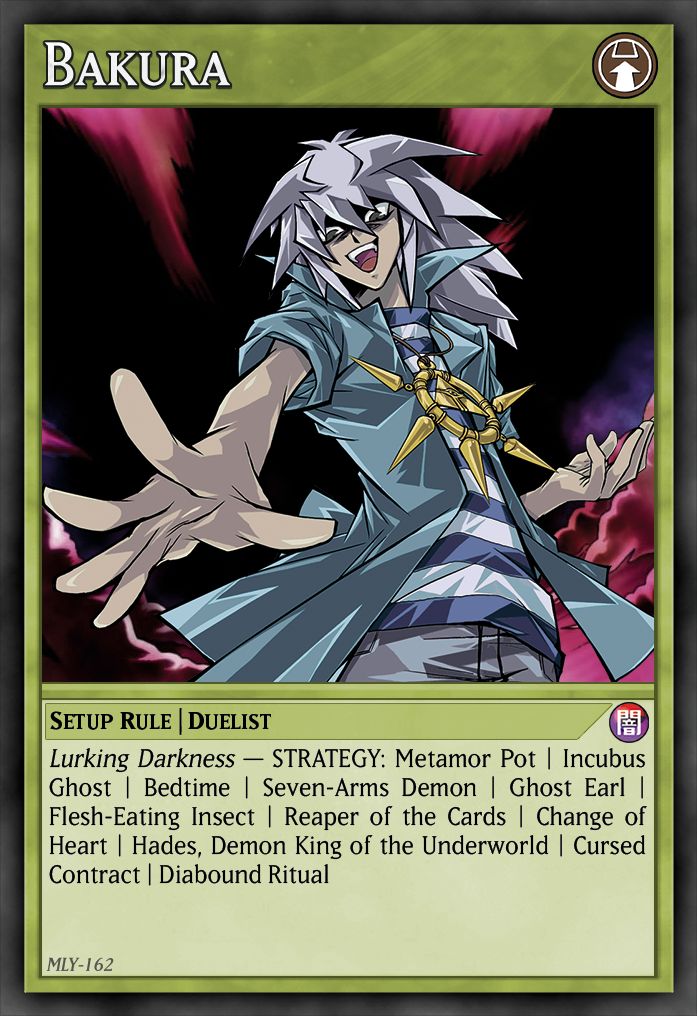 Bakura
Setup Rule | Duelist
闇
Lurking Darkness — STRATEGY: Metamor Pot | Incubus
Ghost | Bedtime | Seven-Arms Demon | Ghost Earl |
Flesh-Eating Insect | Reaper of the Cards | Change of
Heart | Hades, Demon King of the Underworld | Cursed
Contract | Diabound Ritual
MLY-162